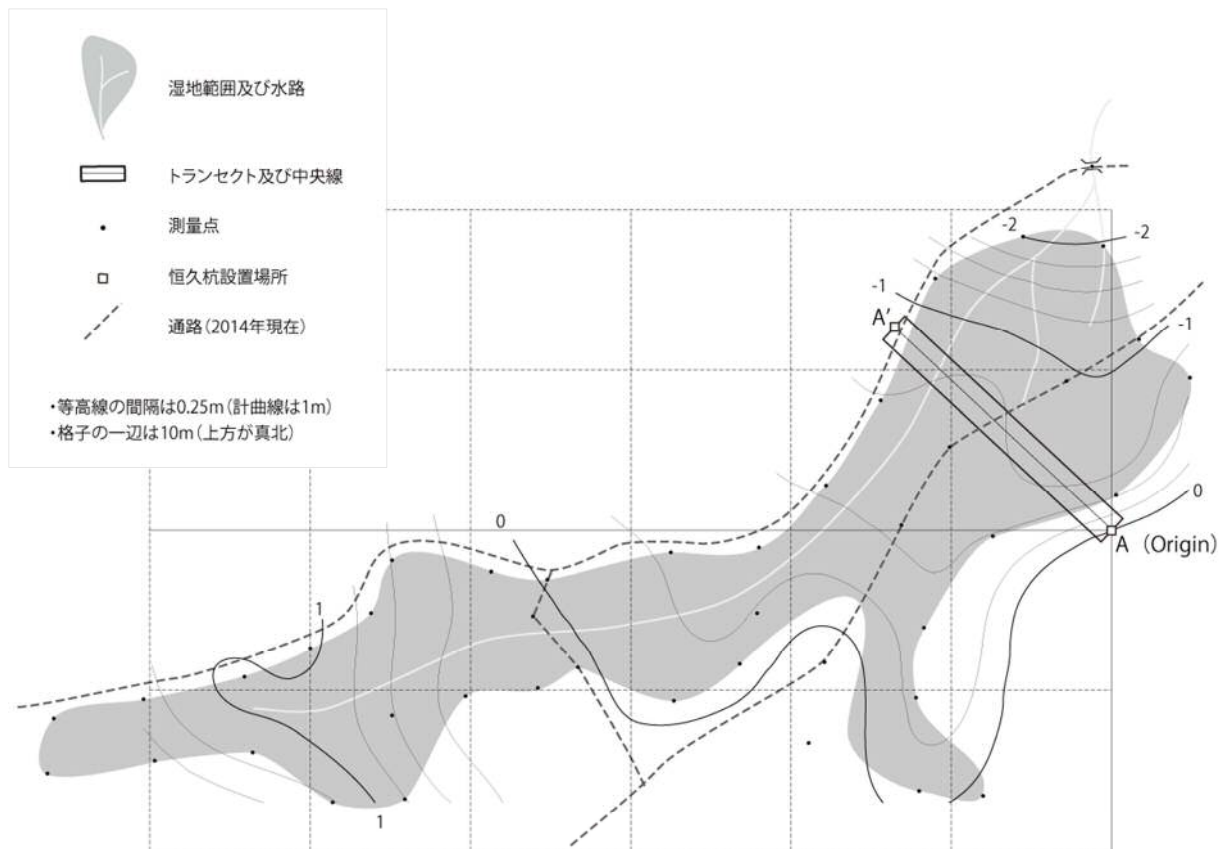 湿地範囲及び水路
トランセクト及び中央線
測量点
恒久杭設置場所
通路(2014年現在)
・等高線の間隔は0.25m(計曲線は1m)
・格子の一辺は10m(上方が真北)
-2
-2
-1
A'
-1
0
0
A (Origin)
1
1